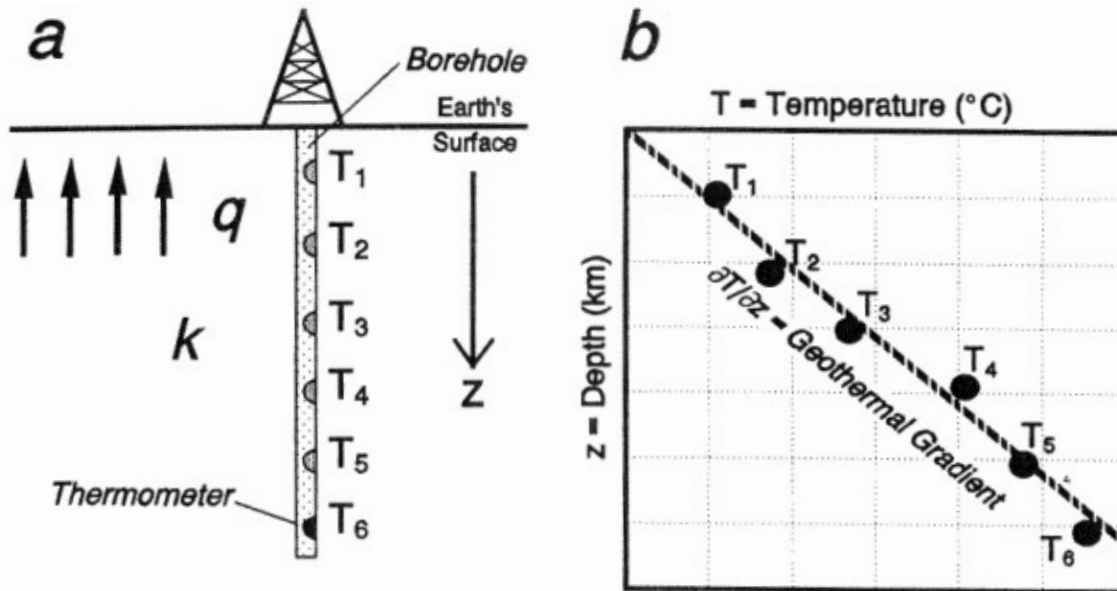 a
Borehole
Earth's
Surface
q
k
T1
T2
T3
T4
T5
T6
Z
Thermometer
b
T = Temperature (°C)
z = Depth (km)
T1
T2
T3
T4
T5
T6
∂T/∂z = Geothermal Gradient